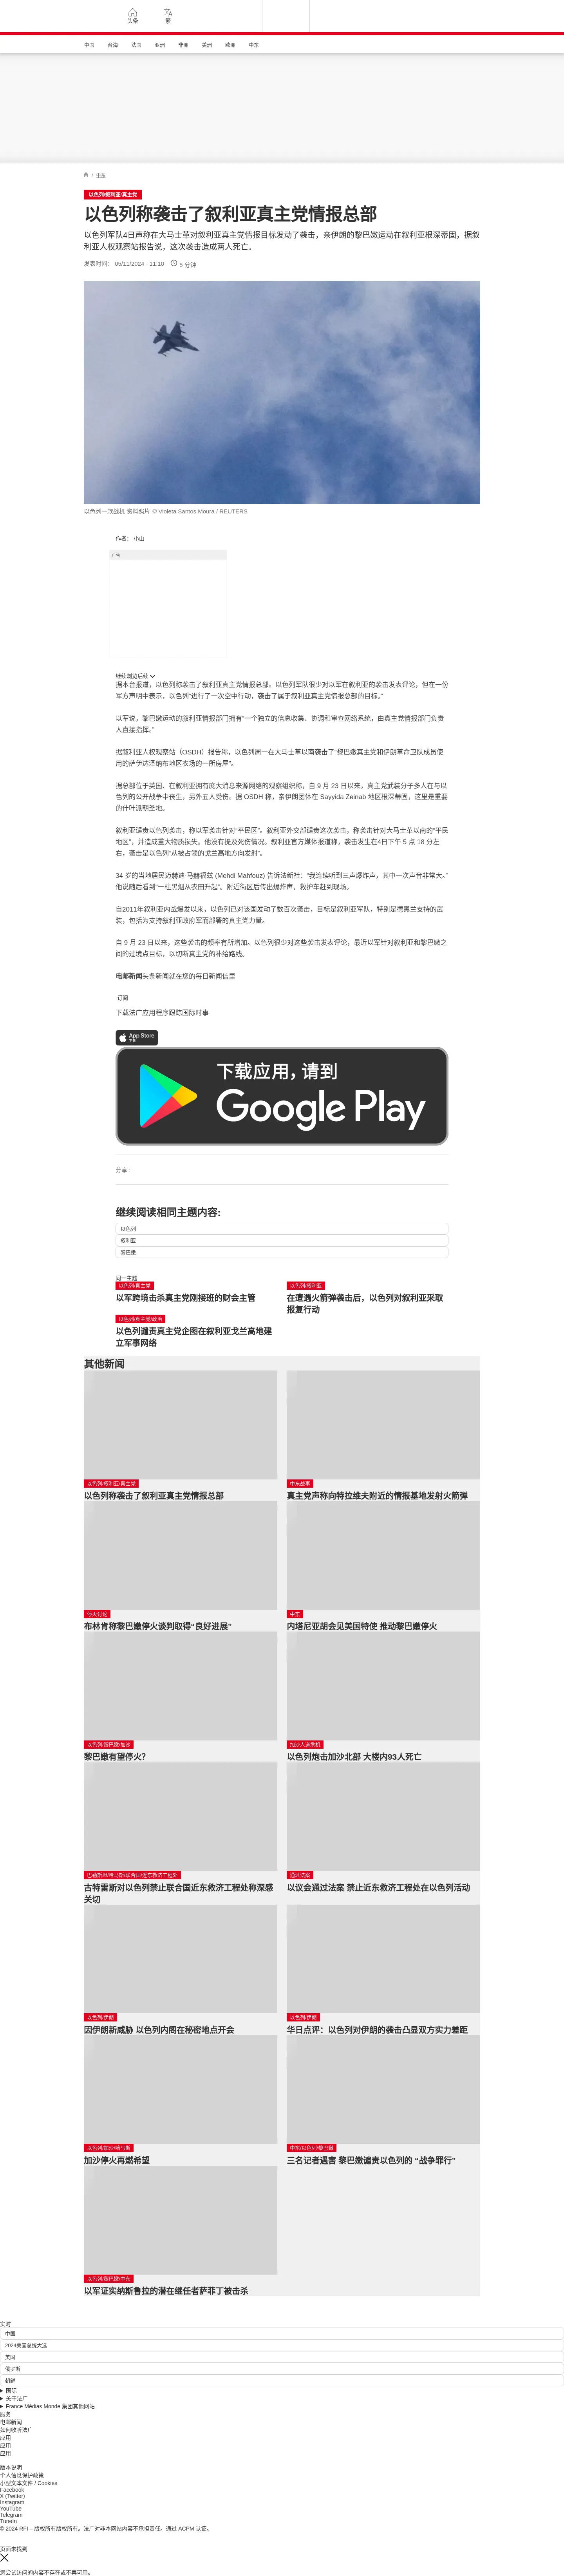 头条
繁
中国 台海 法国 亚洲 非洲 美洲 欧洲 中东
/ 中东
以色列/叙利亚/真主党
以色列称袭击了叙利亚真主党情报总部
以色列军队4日声称在大马士革对叙利亚真主党情报目标发动了袭击，亲伊朗的黎巴嫩运动在叙利亚根深蒂固，据叙
利亚人权观察站报告说，这次袭击造成两人死亡。
发表时间： 05/11/2024 - 11:10 5 分钟
以色列一款战机 资料照片 © Violeta Santos Moura / REUTERS
作者： 小山
广告
继续浏览后续
据本台报道，以色列称袭击了叙利亚真主党情报总部。以色列军队很少对以军在叙利亚的袭击发表评论，但在一份
军方声明中表示，以色列“进行了一次空中行动，袭击了属于叙利亚真主党情报总部的目标。”
以军说，黎巴嫩运动的叙利亚情报部门拥有“一个独立的信息收集、协调和审查网络系统，由真主党情报部门负责
人直接指挥。”
据叙利亚人权观察站（OSDH）报告称，以色列周一在大马士革以南袭击了“黎巴嫩真主党和伊朗革命卫队成员使
用的萨伊达泽纳布地区农场的一所房屋”。
据总部位于英国、在叙利亚拥有庞大消息来源网络的观察组织称，自 9 月 23 日以来，真主党武装分子多人在与以
色列的公开战争中丧生，另外五人受伤。据 OSDH 称，亲伊朗团体在 Sayyida Zeinab 地区根深蒂固，这里是重要
的什叶派朝圣地。
叙利亚谴责以色列袭击，称以军袭击针对“平民区”。叙利亚外交部谴责这次袭击，称袭击针对大马士革以南的“平民
地区”，并造成重大物质损失。他没有提及死伤情况。叙利亚官方媒体报道称，袭击发生在4日下午 5 点 18 分左
右，袭击是以色列“从被占领的戈兰高地方向发射”。
34 岁的当地居民迈赫迪·马赫福兹 (Mehdi Mahfouz) 告诉法新社：“我连续听到三声爆炸声，其中一次声音非常大。”
他说随后看到“一柱黑烟从农田升起”。附近街区后传出爆炸声，救护车赶到现场。
自2011年叙利亚内战爆发以来，以色列已对该国发动了数百次袭击，目标是叙利亚军队，特别是德黑兰支持的武
装，包括为支持叙利亚政府军而部署的真主党力量。
自 9 月 23 日以来，这些袭击的频率有所增加。以色列很少对这些袭击发表评论，最近以军针对叙利亚和黎巴嫩之
间的过境点目标，以切断真主党的补给路线。
电邮新闻头条新闻就在您的每日新闻信里
订阅
下载法广应用程序跟踪国际时事
App Store
下载
下载应用，请到
Google Play
分享 :
继续阅读相同主题内容:
以色列
叙利亚
黎巴嫩
同一主题
以色列/真主党
以军跨境击杀真主党刚接班的财会主管
以色列/叙利亚
在遭遇火箭弹袭击后，以色列对叙利亚采取
报复行动
以色列/真主党/政治
以色列谴责真主党企图在叙利亚戈兰高地建
立军事网络
其他新闻
以色列/叙利亚/真主党
以色列称袭击了叙利亚真主党情报总部
中东战事
真主党声称向特拉维夫附近的情报基地发射火箭弹
停火讨论
布林肯称黎巴嫩停火谈判取得“良好进展”
中东
内塔尼亚胡会见美国特使 推动黎巴嫩停火
以色列/黎巴嫩/加沙
黎巴嫩有望停火？
加沙人道危机
以色列炮击加沙北部 大楼内93人死亡
巴勒斯坦/哈马斯/联合国/近东救济工程处
古特雷斯对以色列禁止联合国近东救济工程处称深感
关切
通过法案
以议会通过法案 禁止近东救济工程处在以色列活动
以色列/伊朗
因伊朗新威胁 以色列内阁在秘密地点开会
以色列/伊朗
华日点评：以色列对伊朗的袭击凸显双方实力差距
以色列/加沙/哈马斯
加沙停火再燃希望
中东/以色列/黎巴嫩
三名记者遇害 黎巴嫩谴责以色列的 “战争罪行”
以色列/黎巴嫩/中东
以军证实纳斯鲁拉的潜在继任者萨菲丁被击杀
实时
中国
2024美国总统大选
美国
俄罗斯
朝鲜
国际
关于法广
France Médias Monde 集团其他网站
服务
电邮新闻
如何收听法广
应用
应用
应用
版本说明
个人信息保护政策
小型文本文件 / Cookies
Facebook
X (Twitter)
Instagram
YouTube
Telegram
TuneIn
© 2024 RFI – 版权所有版权所有。法广对非本网站内容不承担责任。通过 ACPM 认证。
页面未找到
您尝试访问的内容不存在或不再可用。